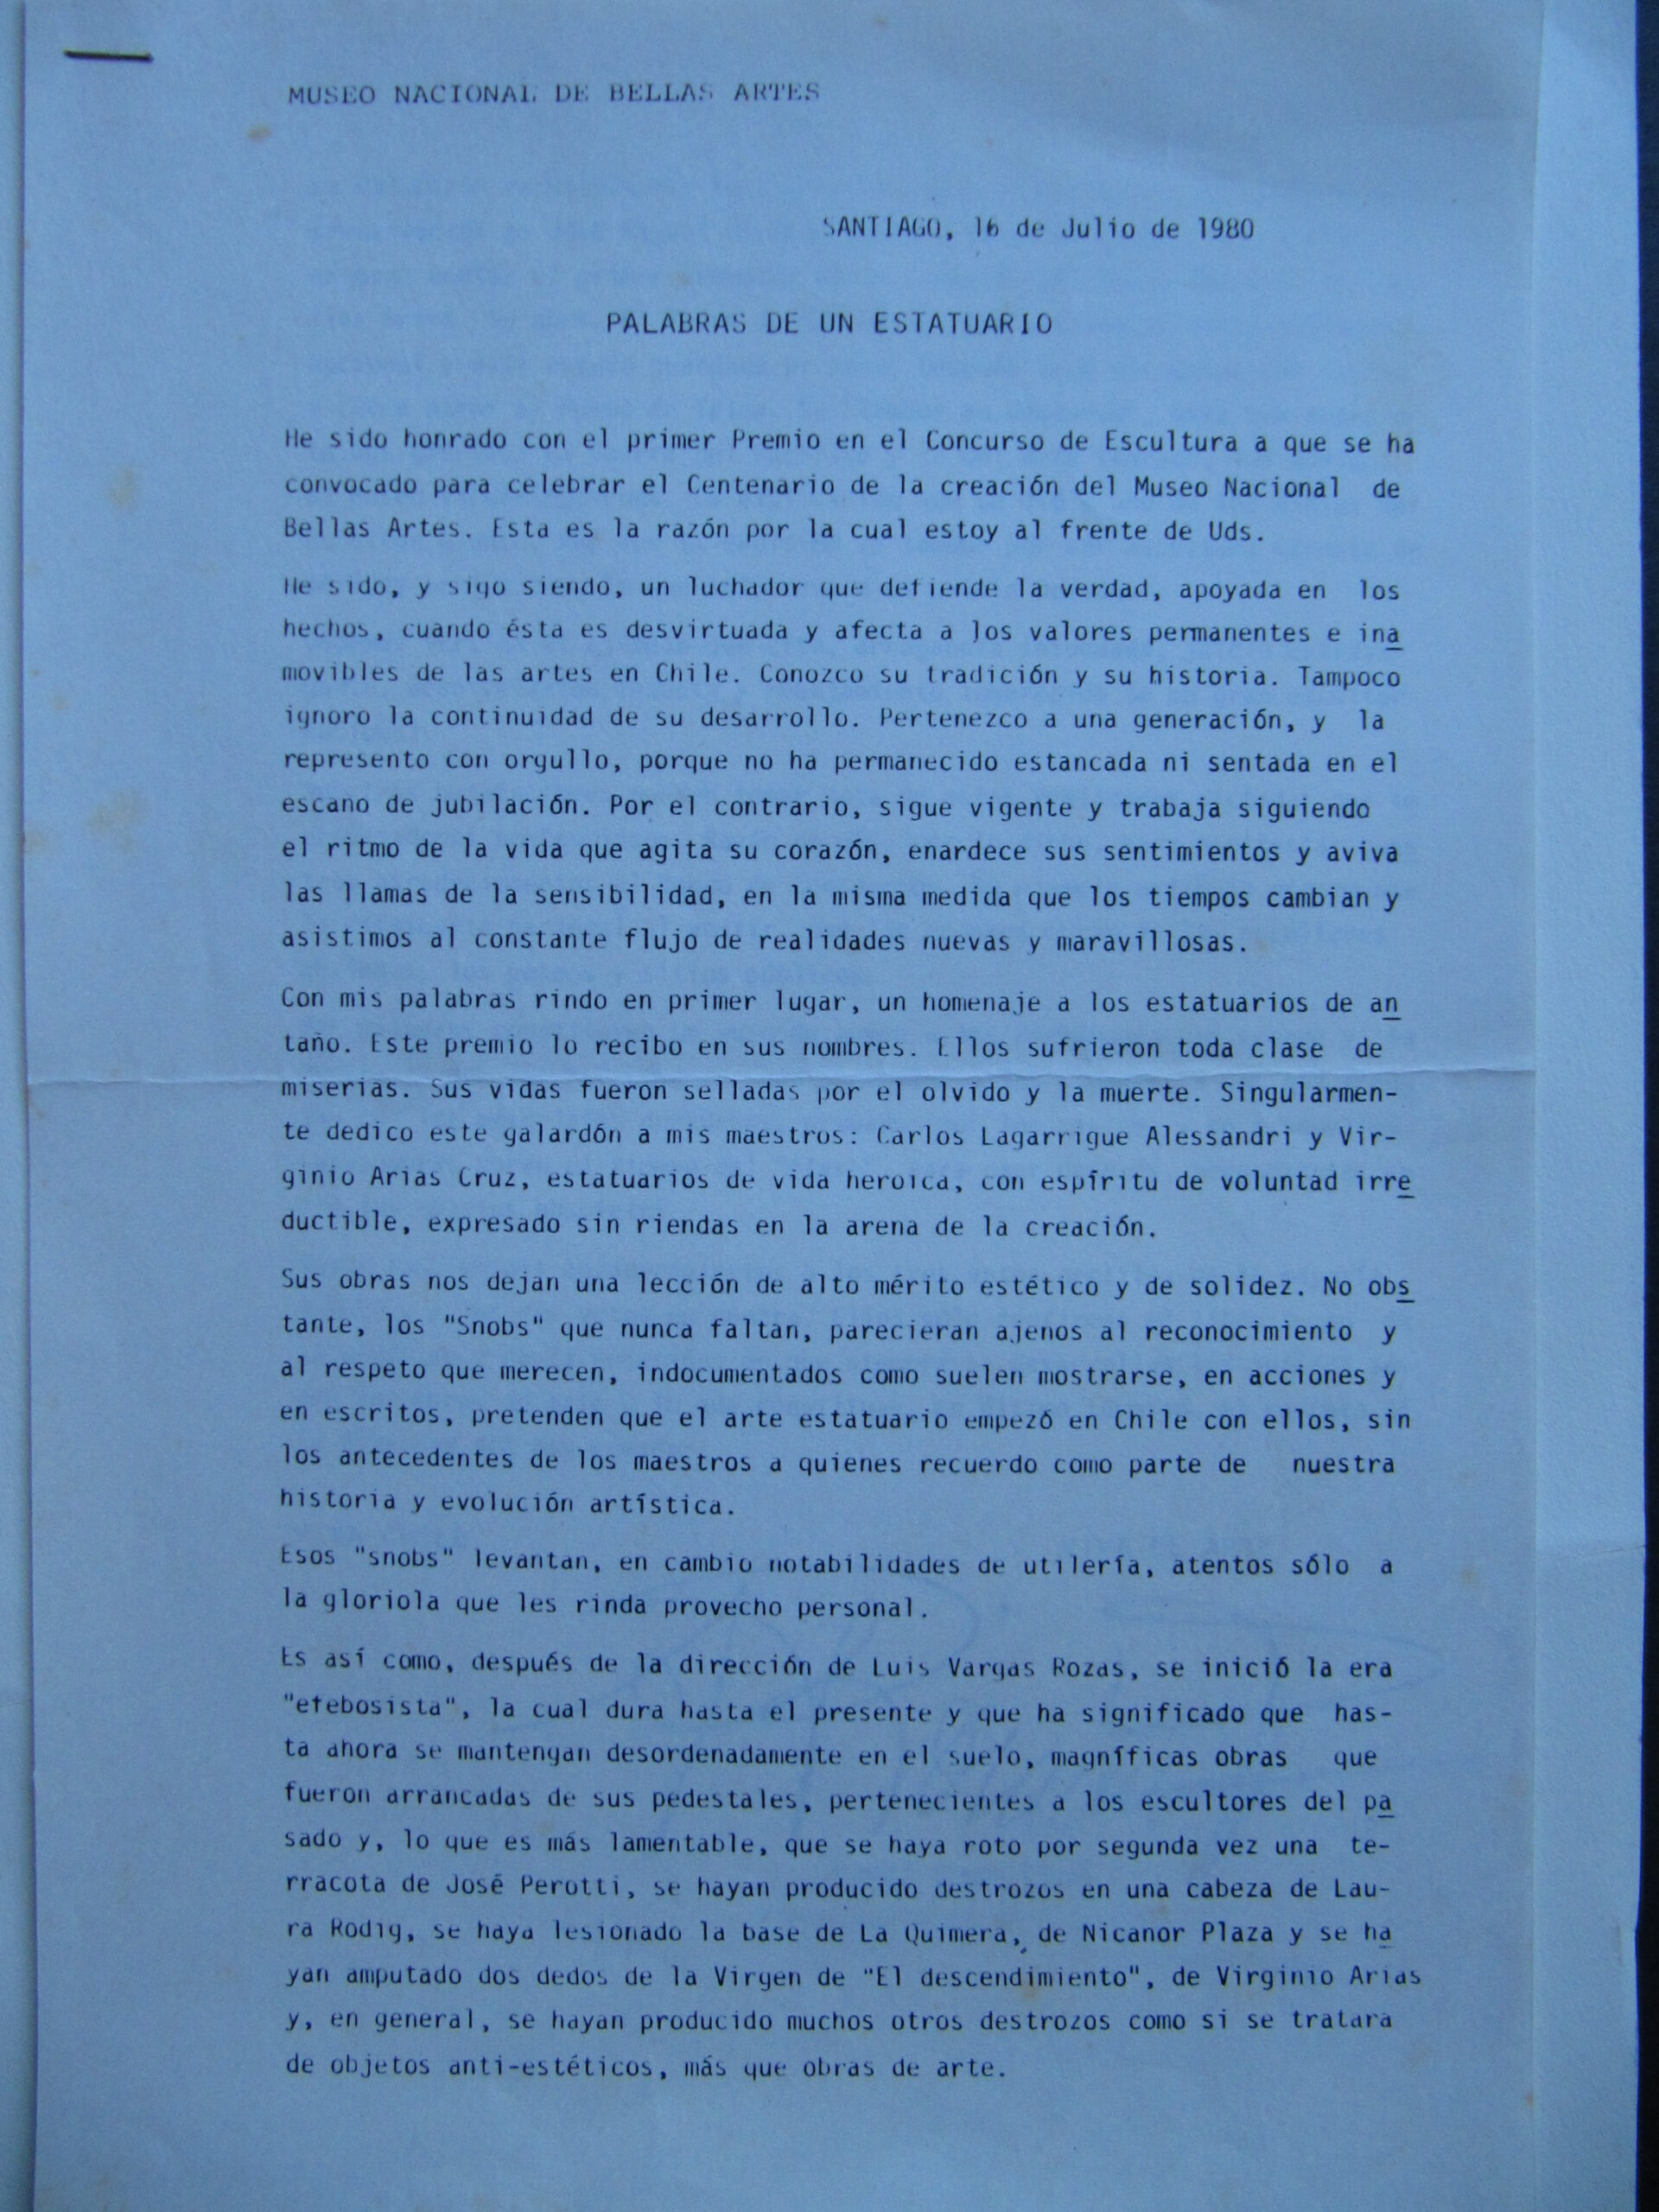 MUSEO NACIONAL DE BELLAS ARTES
SANTIAGO, 16 de Julio de 1980
PALABRAS DE UN ESTATUARIO
He sido honrado con el primer Premio en el Concurso de Escultura a que se ha
convocado para celebrar el Centenario de la creación del Museo Nacional de
Bellas Artes. Esta es la razón por la cual estoy al frente de Uds.
He sido, y sigo siendo, un luchador que defiende la verdad, apoyada en los
hechos, cuando ésta es desvirtuada y afecta a los valores permanentes e ina
movibles de las artes en Chile. Conozco su tradición y su historia. Tampoco
ignoro la continuidad de su desarrollo. Pertenezco a una generación, y la
represento con orgullo, porque no ha permanecido estancada ni sentada en el
escano de jubilación. Por el contrario, sigue vigente y trabaja siguiendo
el ritmo de la vida que agita su corazón, enardece sus sentimientos y aviva
las llamas de la sensibilidad, en la misma medida que los tiempos cambian y
asistimos al constante flujo de realidades nuevas y maravillosas.
Con mis palabras rindo en primer lugar, un homenaje a los estatuarios de an
taño. Este premio lo recibo en sus nombres. Ellos sufrieron toda clase de
miserias. Sus vidas fueron selladas por el olvido y la muerte. Singularmen-
te dedico este galardón a mis maestros: Carlos Lagarrigue Alessandri y Vir-
ginio Arias Cruz, estatuarios de vida heroica, con espíritu de voluntad irre
ductible, expresado sin riendas en la arena de la creación.
Sus obras nos dejan una lección de alto mérito estético y de solidez. No obs
tante, los "Snobs" que nunca faltan, parecieran ajenos al reconocimiento y
al respeto que merecen, indocumentados como suelen mostrarse, en acciones y
en escritos, pretenden que el arte estatuario empezó en Chile con ellos, sin
los antecedentes de los maestros a quienes recuerdo como parte de nuestra
historia y evolución artística.
Esos "snobs" levantan, en cambio notabilidades de utilería, atentos sólo a
la gloriola que les rinda provecho personal.
Es así como, después de la dirección de Luis Vargas Rozas, se inició la era
"efebosista", la cual dura hasta el presente y que ha significado que has-
ta ahora se mantengan desordenadamente en el suelo, magníficas obras que
fueron arrancadas de sus pedestales, pertenecientes a los escultores del pa
sado y, lo que es más lamentable, que se haya roto por segunda vez una te-
rracota de José Perotti, se hayan producido destrozos en una cabeza de Lau-
ra Rodig, se haya lesionado la base de La Quimera, de Nicanor Plaza y se ha
yan amputado dos dedos de la Virgen de "El descendimiento", de Virginio Arias
y, en general, se hayan producido muchos otros destrozos como si se tratara
de objetos anti-estéticos, más que obras de arte.